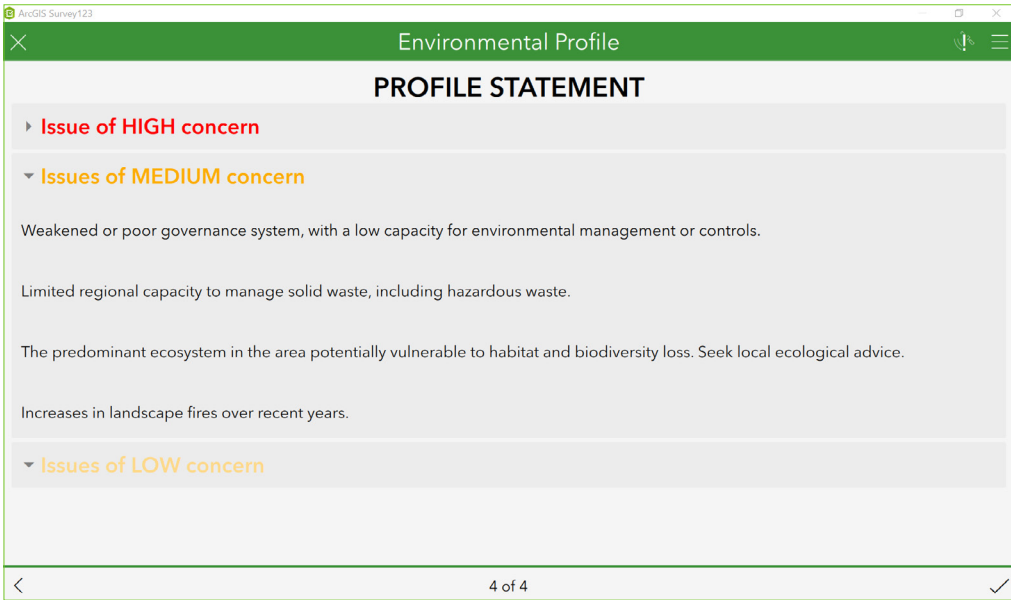 ArcGIS Survey123
Environmental Profile
PROFILE STATEMENT
Issue of HIGH concern
Issues of MEDIUM concern
Weakened or poor governance system, with a low capacity for environmental management or controls.
Limited regional capacity to manage solid waste, including hazardous waste.
The predominant ecosystem in the area potentially vulnerable to habitat and biodiversity loss. Seek local ecological advice.
Increases in landscape fires over recent years.
Issues of LOW concern
4 of 4